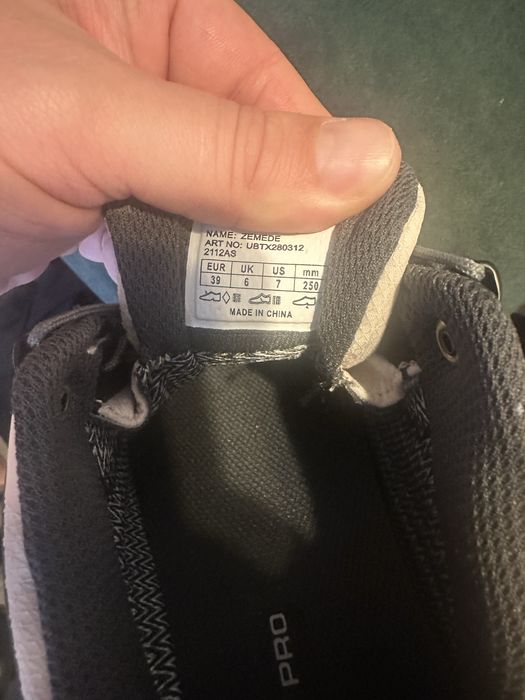 NAME: ZEMEDE
ART NO: UBTX280312
2112AS
EUR UK US mm
39 6 7 250
MADE IN CHINA
PRO